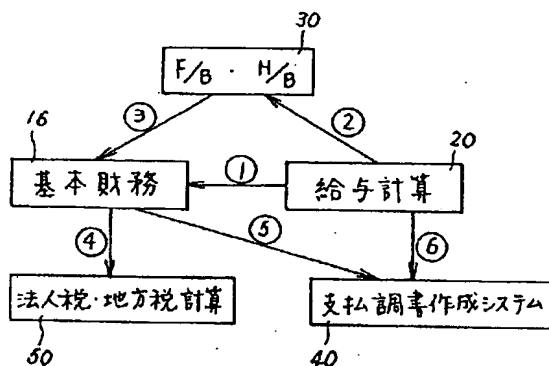 30
F/B・H/B
③
②
16
20
基本財務
①
給与計算
④
⑤
⑥
法人税・地方税計算
支払調書作成システム
50
40